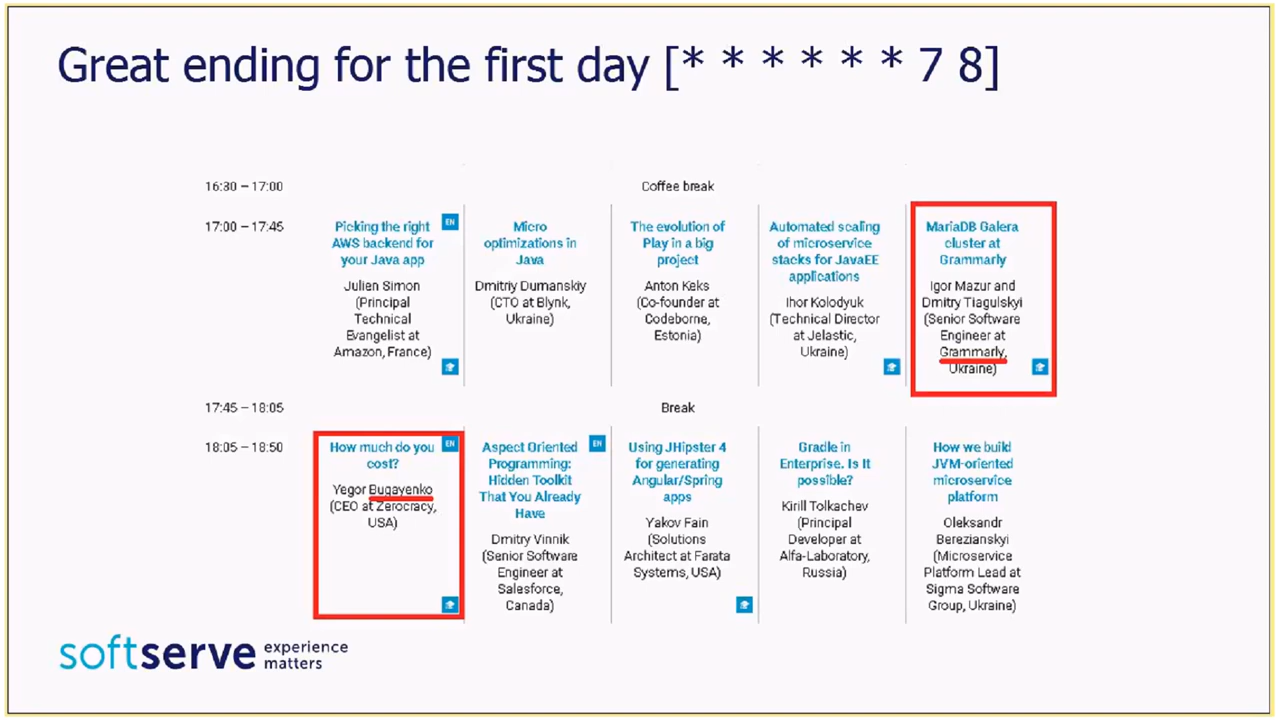 Great ending for the first day [* * * * * * 7 8]
16:30 – 17:00
Coffee break
17:00 – 17:45
Picking the right
AWS backend for
your Java app
EN
Julien Simon
(Principal
Technical
Evangelist at
Amazon, France)
Micro
optimizations in
Java
Dmitriy Dumanskiy
(CTO at Blynk,
Ukraine)
The evolution of
Play in a big
project
Anton Keks
(Co-founder at
Codeborne,
Estonia)
Automated scaling
of microservice
stacks for JavaEE
applications
Ihor Kolodyuk
(Technical Director
at Jelastic,
Ukraine)
MariaDB Galera
cluster at
Grammarly
Igor Mazur and
Dmitry Tiagulskyi
(Senior Software
Engineer at
Grammarly,
Ukraine)
17:45 – 18:05
Break
18:05 – 18:50
How much do you
cost?
EN
Yegor Bugayenko
(CEO at Zerocracy,
USA)
Aspect Oriented
Programming:
Hidden Toolkit
That You Already
Have
EN
Dmitry Vinnik
(Senior Software
Engineer at
Salesforce,
Canada)
Using JHipster 4
for generating
Angular/Spring
apps
Yakov Fain
(Solutions
Architect at Farata
Systems, USA)
Gradle in
Enterprise. Is It
possible?
Kirill Tolkachev
(Principal
Developer at
Alfa-Laboratory,
Russia)
How we build
JVM-oriented
microservice
platform
Oleksandr
Berezianskyi
(Microservice
Platform Lead at
Sigma Software
Group, Ukraine)
softserve experience
matters